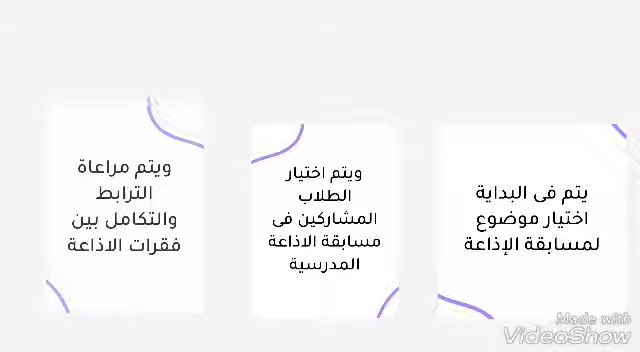 يتم فى البداية
اختيار موضوع
لمسابقة الإذاعة
ويتم اختيار
الطلاب
المشاركين فى
مسابقة الاذاعة
المدرسية
ويتم مراعاة
الترابط
والتكامل بين
فقرات الاذاعة
Made with
VideoShow